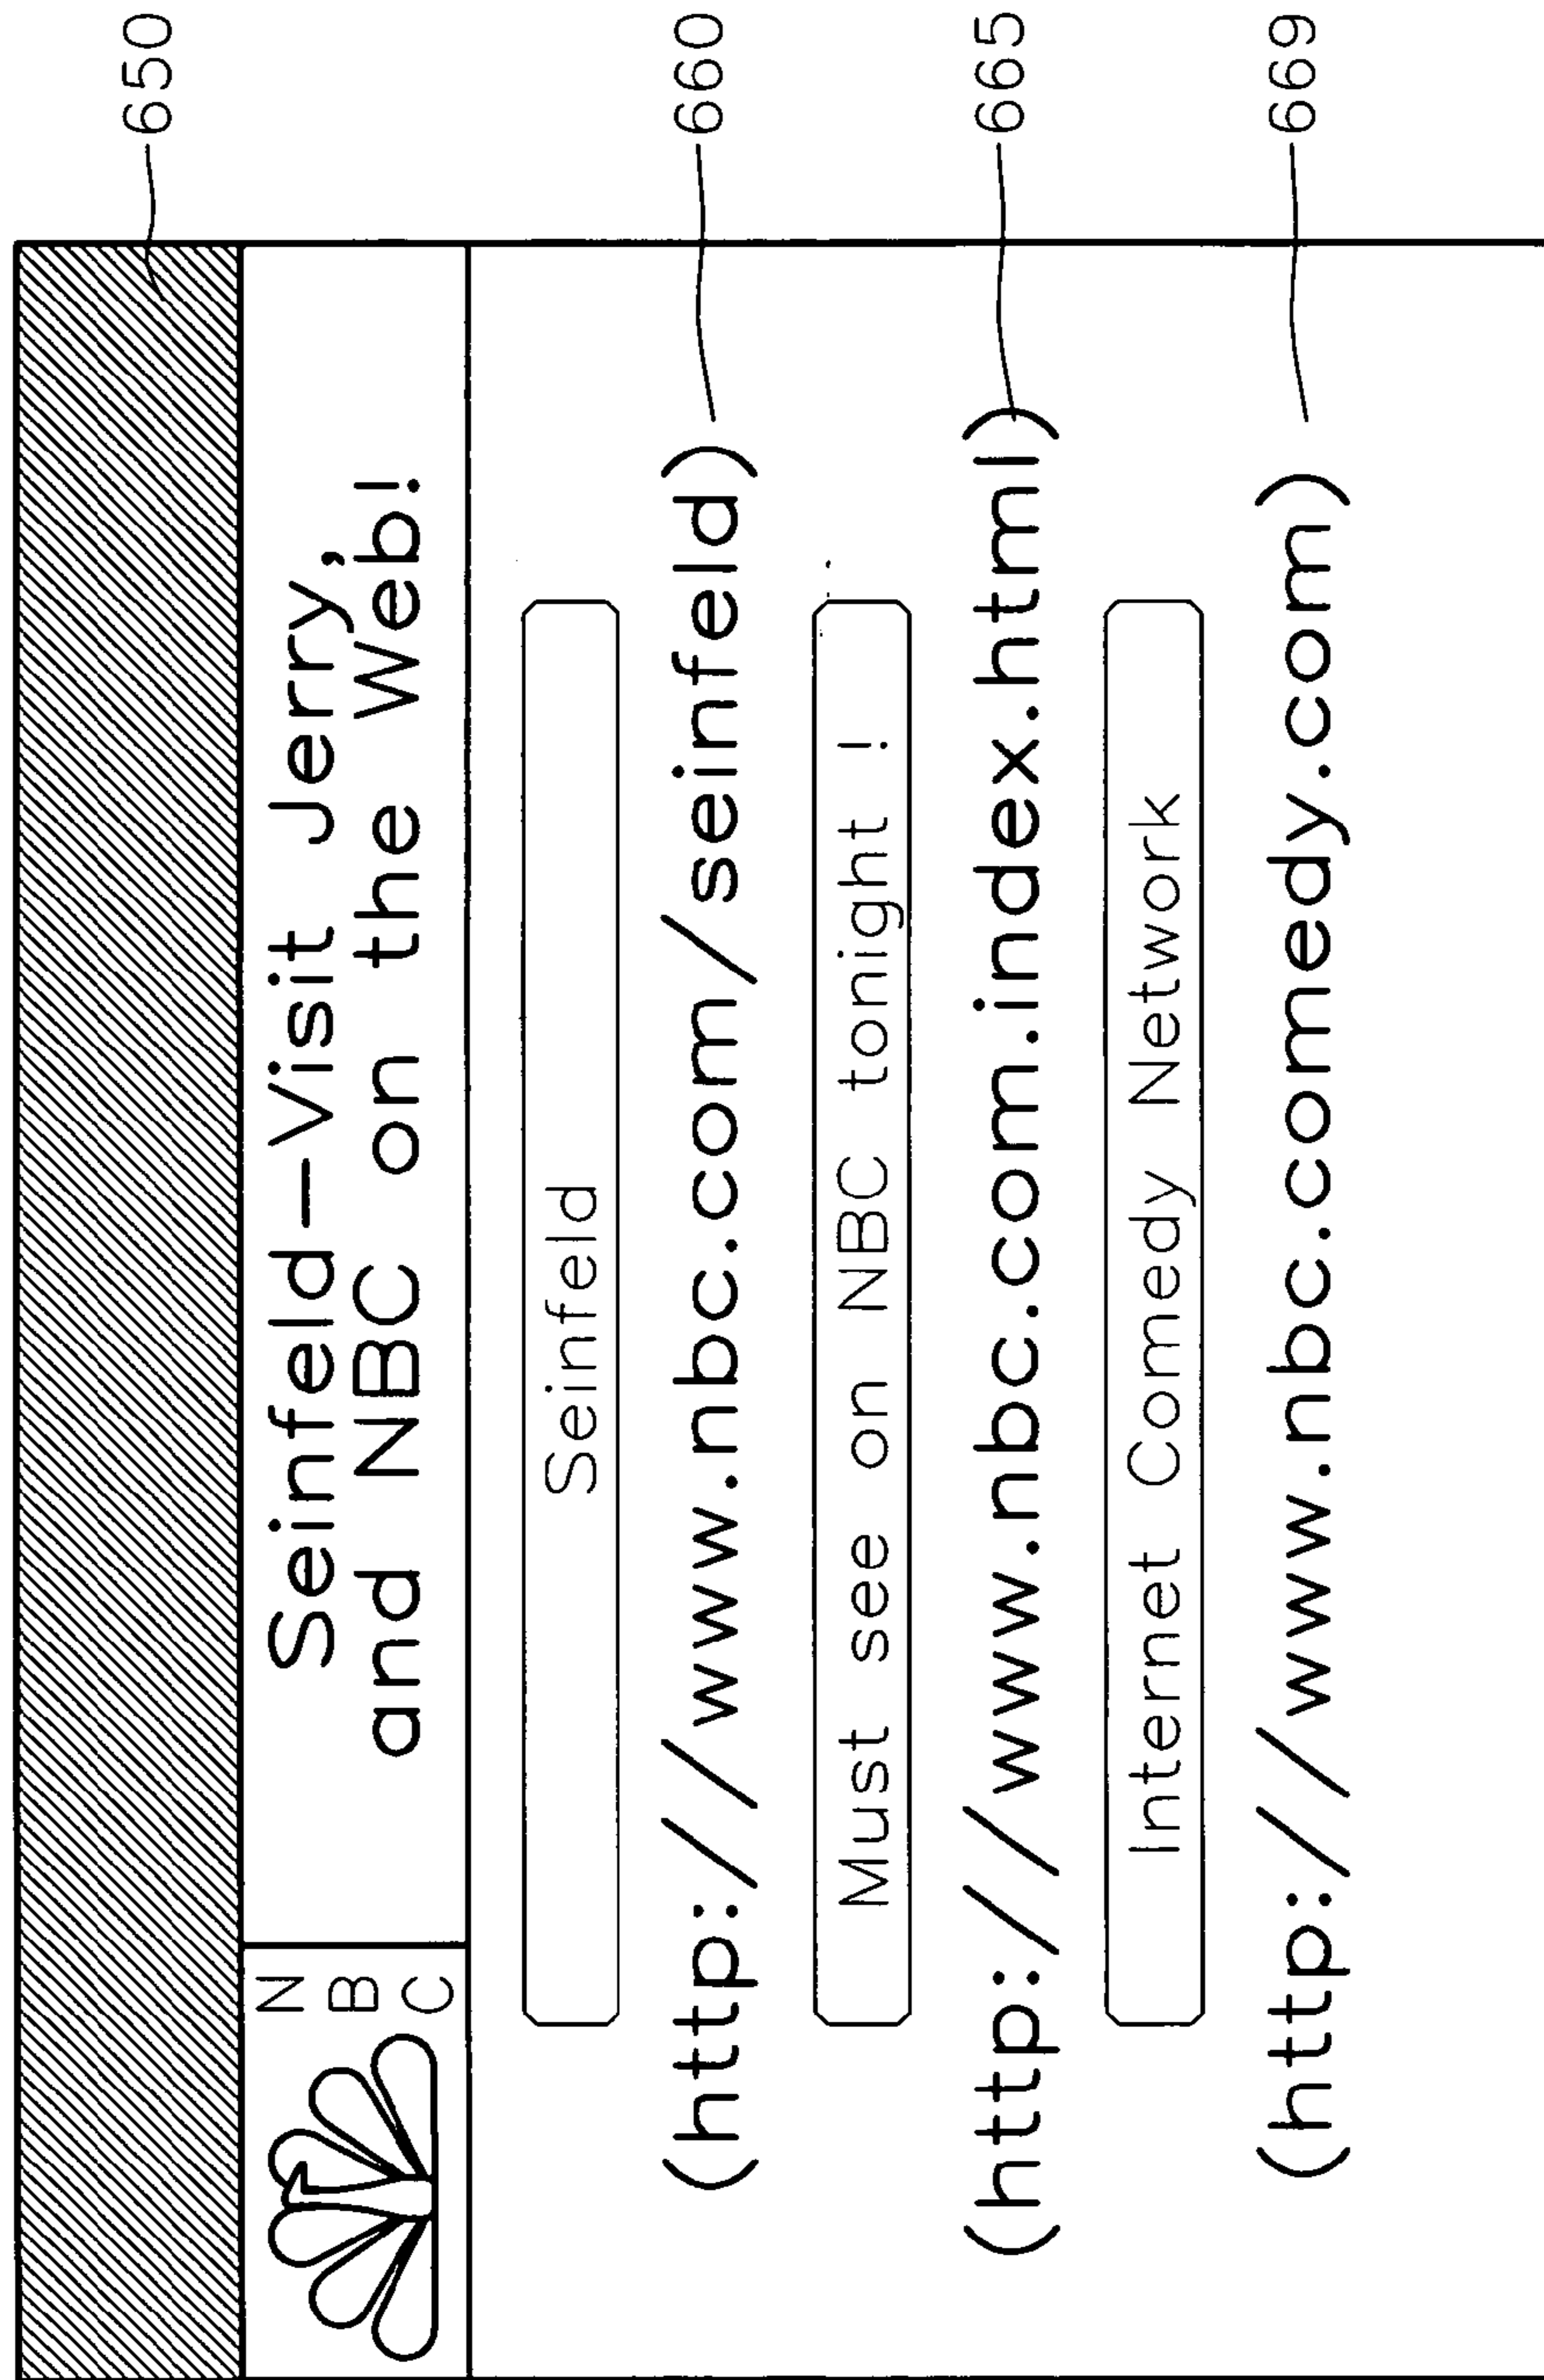 650
N
B
C
Seinfeld-Visit Jerry,
and NBC on the Web!
Seinfeld
(http://www.nbc.com/seinfeld)
660
Must see on NBC tonight !
(http://www.nbc.com.index.html)
665
Internet Comedy Network
(http://www.nbc.comedy.com)
669